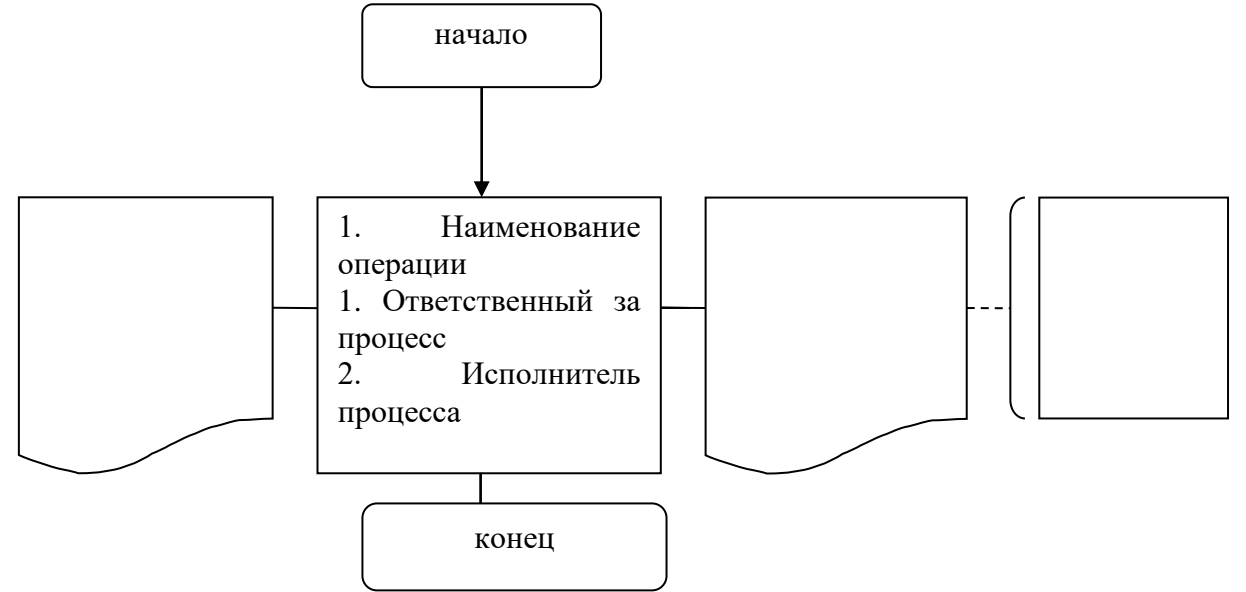 начало
1. Наименование
операции
1. Ответственный за
процесс
2. Исполнитель
процесса
конец